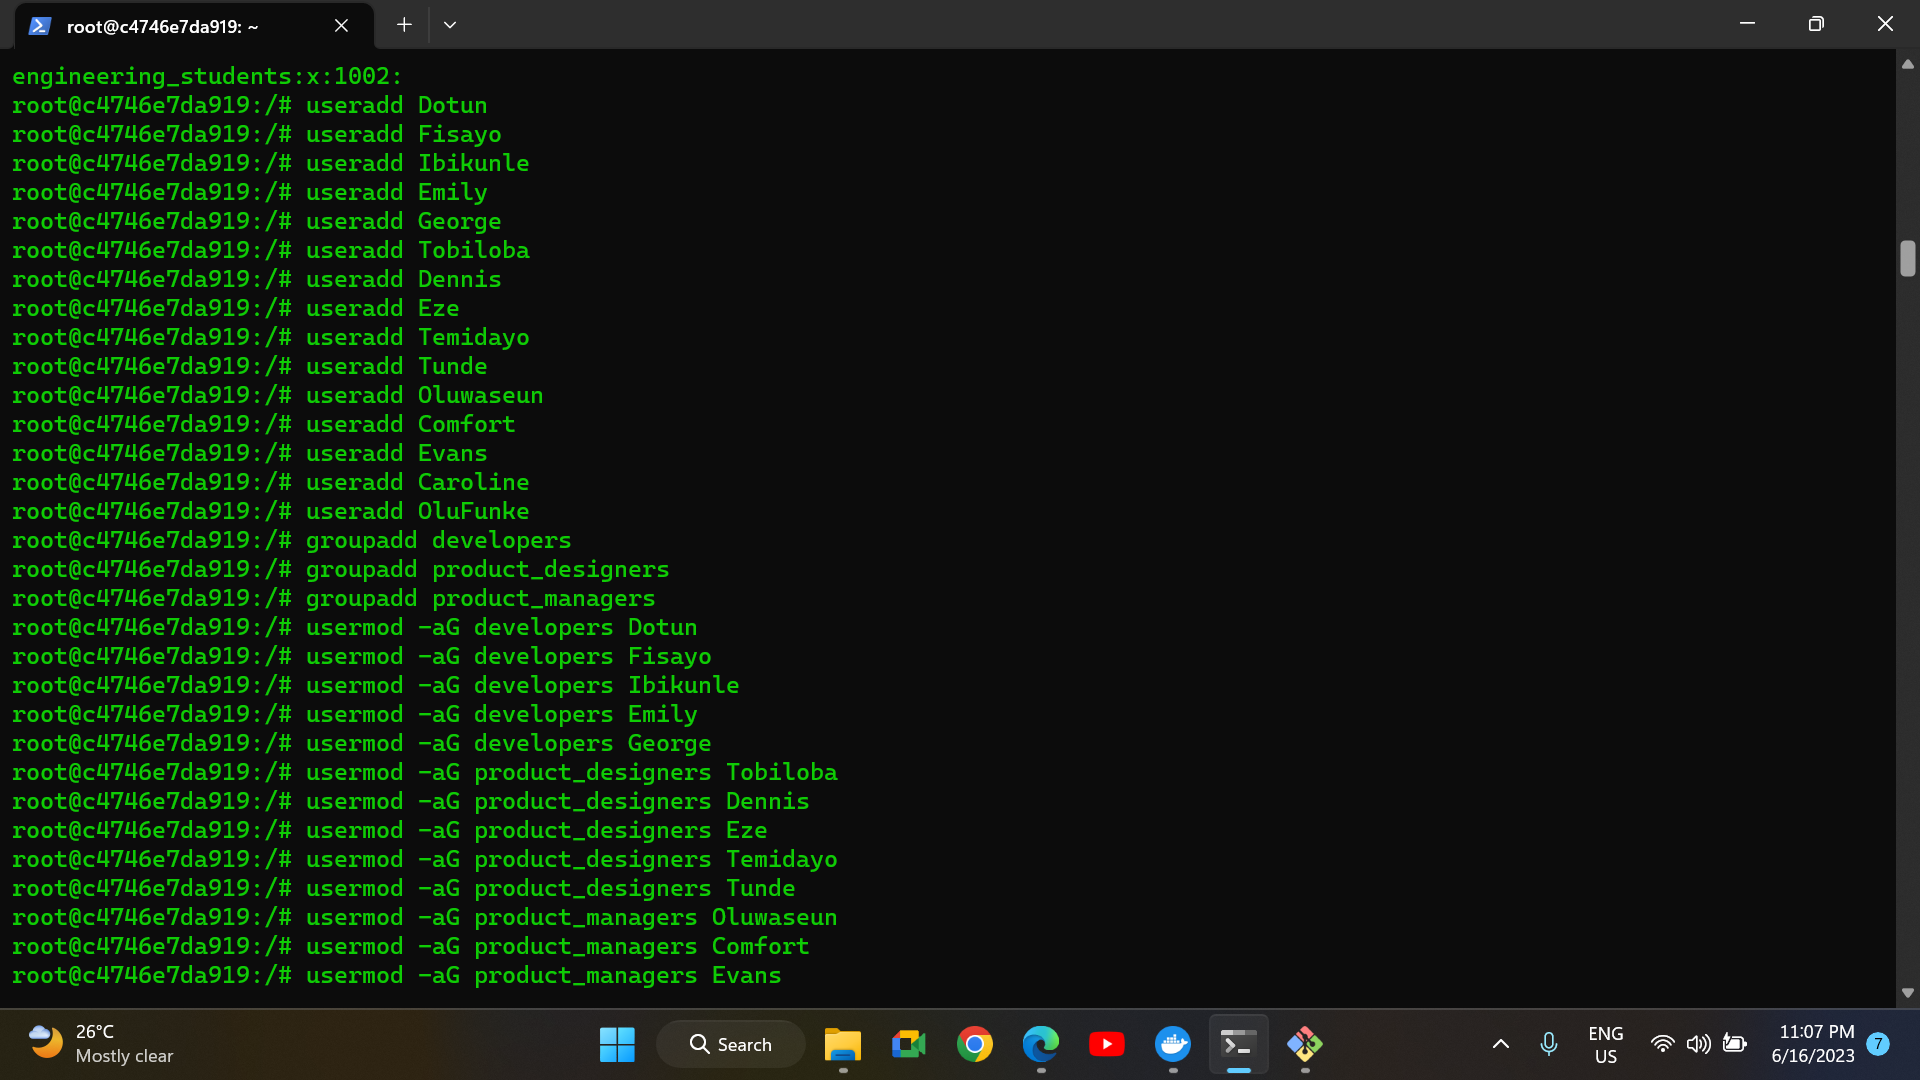 root@c4746e7da919: ~
engineering_students:x:1002:
root@c4746e7da919:/# useradd Dotun
root@c4746e7da919:/# useradd Fisayo
root@c4746e7da919:/# useradd Ibikunle
root@c4746e7da919:/# useradd Emily
root@c4746e7da919:/# useradd George
root@c4746e7da919:/# useradd Tobiloba
root@c4746e7da919:/# useradd Dennis
root@c4746e7da919:/# useradd Eze
root@c4746e7da919:/# useradd Temidayo
root@c4746e7da919:/# useradd Tunde
root@c4746e7da919:/# useradd Oluwaseun
root@c4746e7da919:/# useradd Comfort
root@c4746e7da919:/# useradd Evans
root@c4746e7da919:/# useradd Caroline
root@c4746e7da919:/# useradd OluFunke
root@c4746e7da919:/# groupadd developers
root@c4746e7da919:/# groupadd product_designers
root@c4746e7da919:/# groupadd product_managers
root@c4746e7da919:/# usermod -aG developers Dotun
root@c4746e7da919:/# usermod -aG developers Fisayo
root@c4746e7da919:/# usermod -aG developers Ibikunle
root@c4746e7da919:/# usermod -aG developers Emily
root@c4746e7da919:/# usermod -aG developers George
root@c4746e7da919:/# usermod -aG product_designers Tobiloba
root@c4746e7da919:/# usermod -aG product_designers Dennis
root@c4746e7da919:/# usermod -aG product_designers Eze
root@c4746e7da919:/# usermod -aG product_designers Temidayo
root@c4746e7da919:/# usermod -aG product_designers Tunde
root@c4746e7da919:/# usermod -aG product_managers Oluwaseun
root@c4746e7da919:/# usermod -aG product_managers Comfort
root@c4746e7da919:/# usermod -aG product_managers Evans
26°C
Mostly clear
Search
ENG
US
11:07 PM
6/16/2023
7